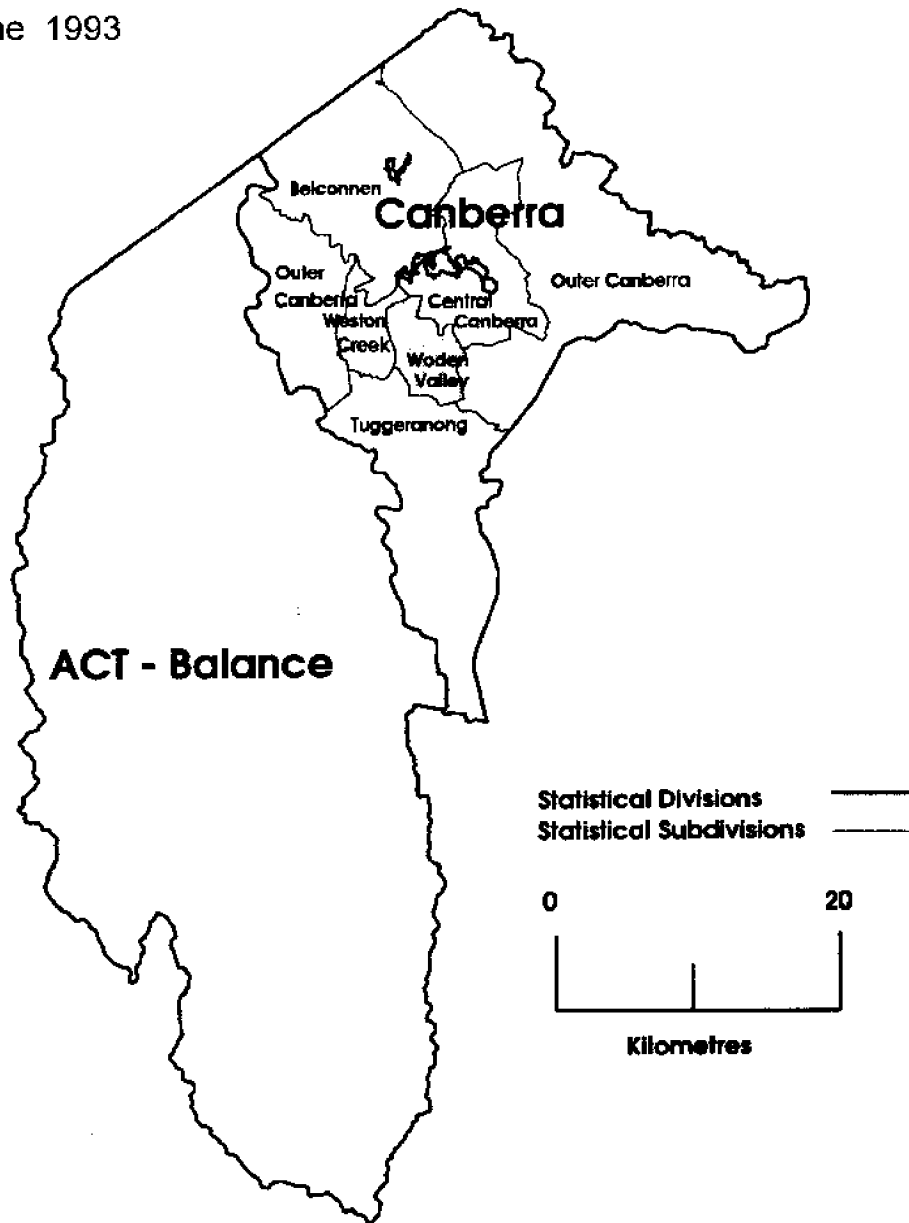 1993
Belconnen
Canberra
Outer
Canberra
Outer Canberra
Central
Canberra
Weston
Creek
Woden
Valley
Tuggeranong
ACT - Balance
Statistical Divisions
Statistical Subdivisions
0 20
Kilometres